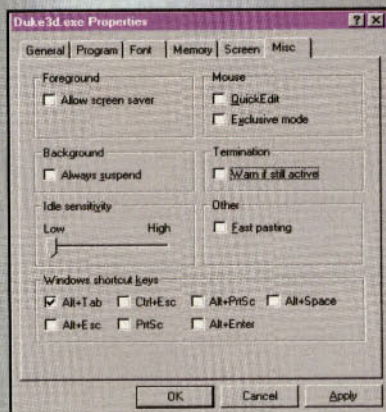 Duke3d.exe Properties
General Program Font Memory Screen Misc
Foreground
Allow screen saver
Mouse
QuickEdit
Exclusive mode
Background
Always suspend
Termination
Warn if still active
Idle sensitivity
Low High
Other
Fast pasting
Windows shortcut keys
Alt+Tab Ctrl+Esc Alt+PrtSc Alt+Space
Alt+Esc PrtSc Alt+Enter
OK Cancel Apply